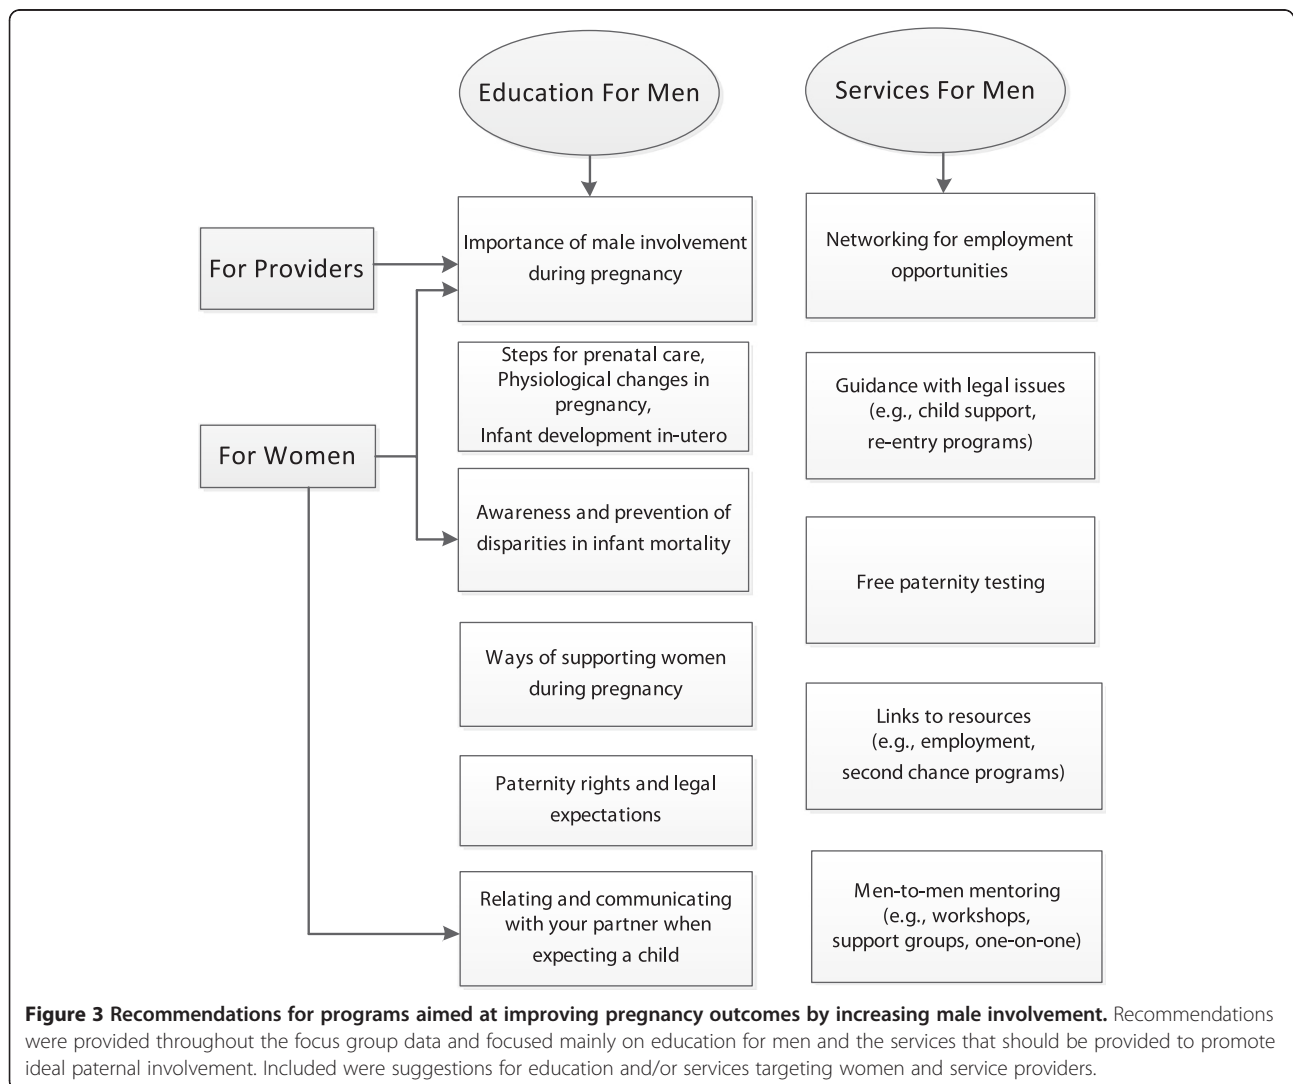 Education For Men
Services For Men
For Providers
For Women
Importance of male involvement
during pregnancy
Steps for prenatal care,
Physiological changes in
pregnancy,
Infant development in-utero
Awareness and prevention of
disparities in infant mortality
Ways of supporting women
during pregnancy
Paternity rights and legal
expectations
Relating and communicating
with your partner when
expecting a child
Networking for employment
opportunities
Guidance with legal issues
(e.g., child support,
re-entry programs)
Free paternity testing
Links to resources
(e.g., employment,
second chance programs)
Men-to-men mentoring
(e.g., workshops,
support groups, one-on-one)
Figure 3 Recommendations for programs aimed at improving pregnancy outcomes by increasing male involvement. Recommendations
were provided throughout the focus group data and focused mainly on education for men and the services that should be provided to promote
ideal paternal involvement. Included were suggestions for education and/or services targeting women and service providers.